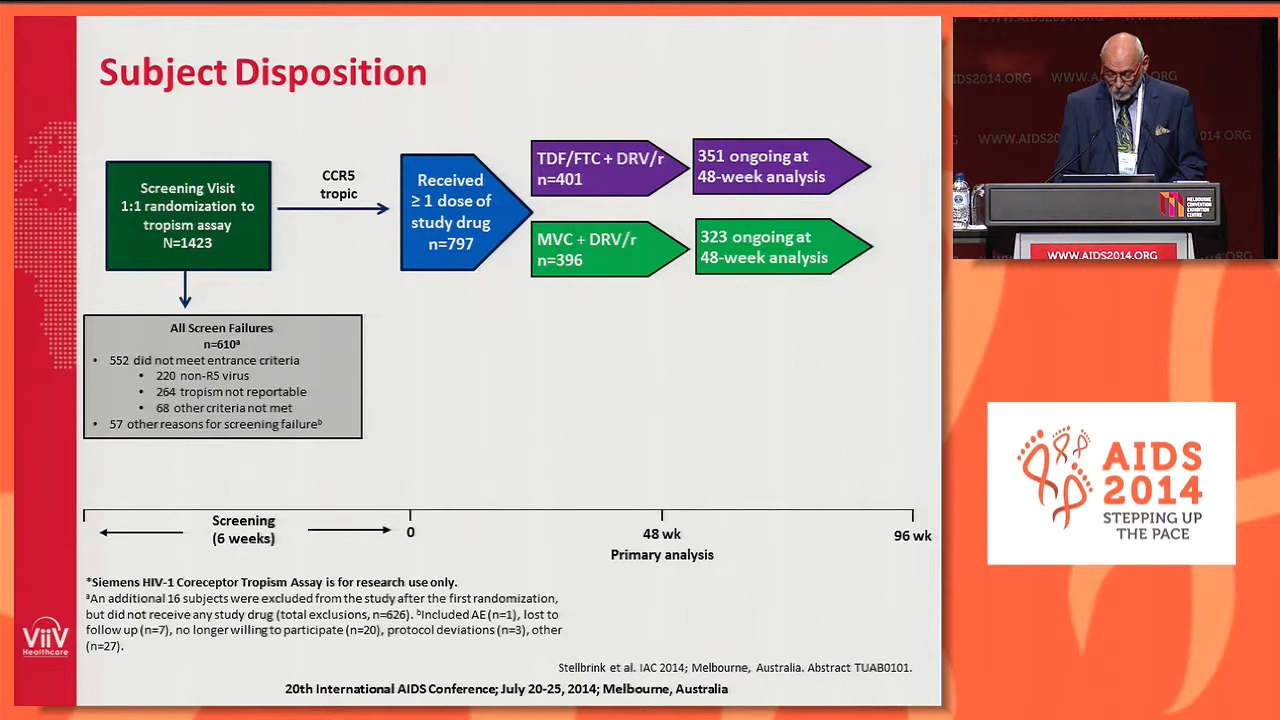 Subject Disposition
Screening Visit
1:1 randomization to
tropism assay
N=1423
CCR5
tropic
Received
≥ 1 dose of
study drug
n=797
TDF/FTC + DRV/r
n=401
351 ongoing at
48-week analysis
MVC + DRV/r
n=396
323 ongoing at
48-week analysis
All Screen Failures
n=610ᵃ
• 552 did not meet entrance criteria
• 220 non-R5 virus
• 264 tropism not reportable
• 68 other criteria not met
• 57 other reasons for screening failureᵇ
Screening
(6 weeks)
0
48 wk
Primary analysis
96 wk
*Siemens HIV-1 Coreceptor Tropism Assay is for research use only.
ᵃAn additional 16 subjects were excluded from the study after the first randomization,
but did not receive any study drug (total exclusions, n=626). ᵇIncluded AE (n=1), lost to
follow up (n=7), no longer willing to participate (n=20), protocol deviations (n=3), other
(n=27).
Stellbrink et al. IAC 2014; Melbourne, Australia. Abstract TUAB0101.
20th International AIDS Conference; July 20-25, 2014; Melbourne, Australia
ViiV
Healthcare
AIDS2014.ORG
WWW.AIDS2014.ORG
WWW.AIDS20
2014.ORG
MELBOURNE
CONVENTION
EXHIBITION
CENTRE
WWW.AIDS2014.ORG
AIDS
2014
STEPPING UP
THE PACE